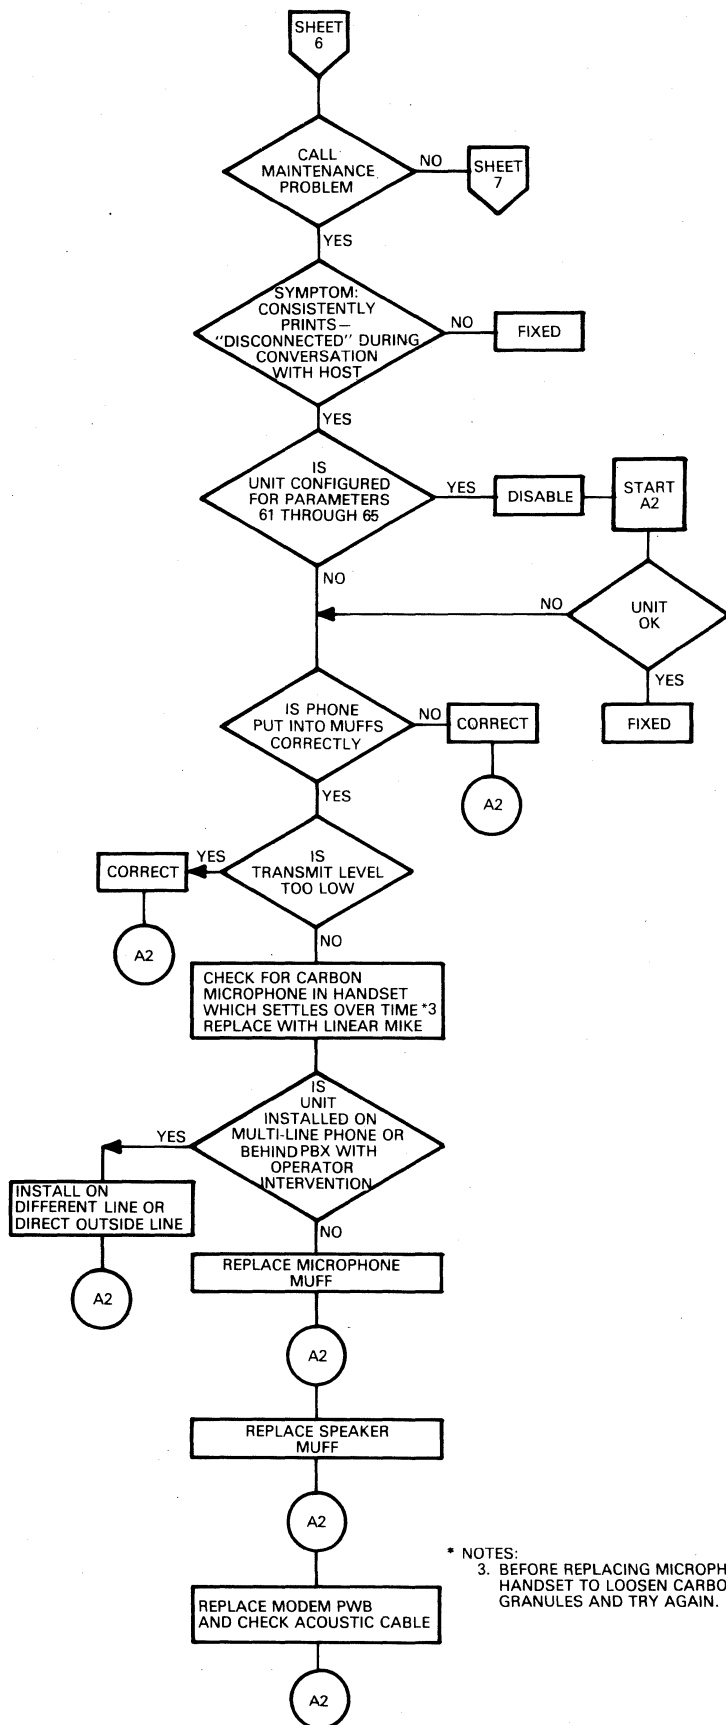 SHEET
6
CALL
MAINTENANCE
PROBLEM
NO
SHEET
7
YES
SYMPTOM:
CONSISTENTLY
PRINTS—
"DISCONNECTED" DURING
CONVERSATION
WITH HOST
NO
FIXED
YES
IS
UNIT CONFIGURED
FOR PARAMETERS
61 THROUGH 65
YES
DISABLE
START
A2
NO
NO
UNIT
OK
YES
FIXED
IS PHONE
PUT INTO MUFFS
CORRECTLY
NO
CORRECT
A2
YES
IS
TRANSMIT LEVEL
TOO LOW
YES
CORRECT
A2
NO
CHECK FOR CARBON
MICROPHONE IN HANDSET
WHICH SETTLES OVER TIME *3
REPLACE WITH LINEAR MIKE
IS
UNIT
INSTALLED ON
MULTI-LINE PHONE OR
BEHIND PBX WITH
OPERATOR
INTERVENTION
YES
INSTALL ON
DIFFERENT LINE OR
DIRECT OUTSIDE LINE
A2
NO
REPLACE MICROPHONE
MUFF
A2
REPLACE SPEAKER
MUFF
A2
REPLACE MODEM PWB
AND CHECK ACOUSTIC CABLE
A2
* NOTES:
3. BEFORE REPLACING
HANDSET TO LOOSEN
GRANULES AND TRY AGAIN.